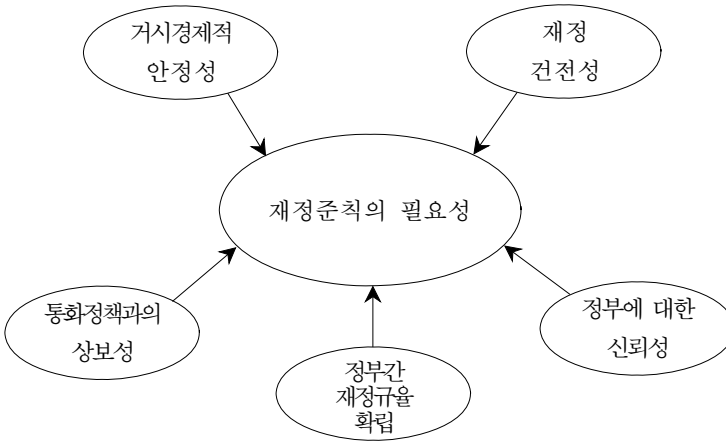 거시경제적
안정성
재정
건전성
재정준칙의 필요성
통화정책과의
상보성
정부간
재정규율
확립
정부에 대한
신뢰성